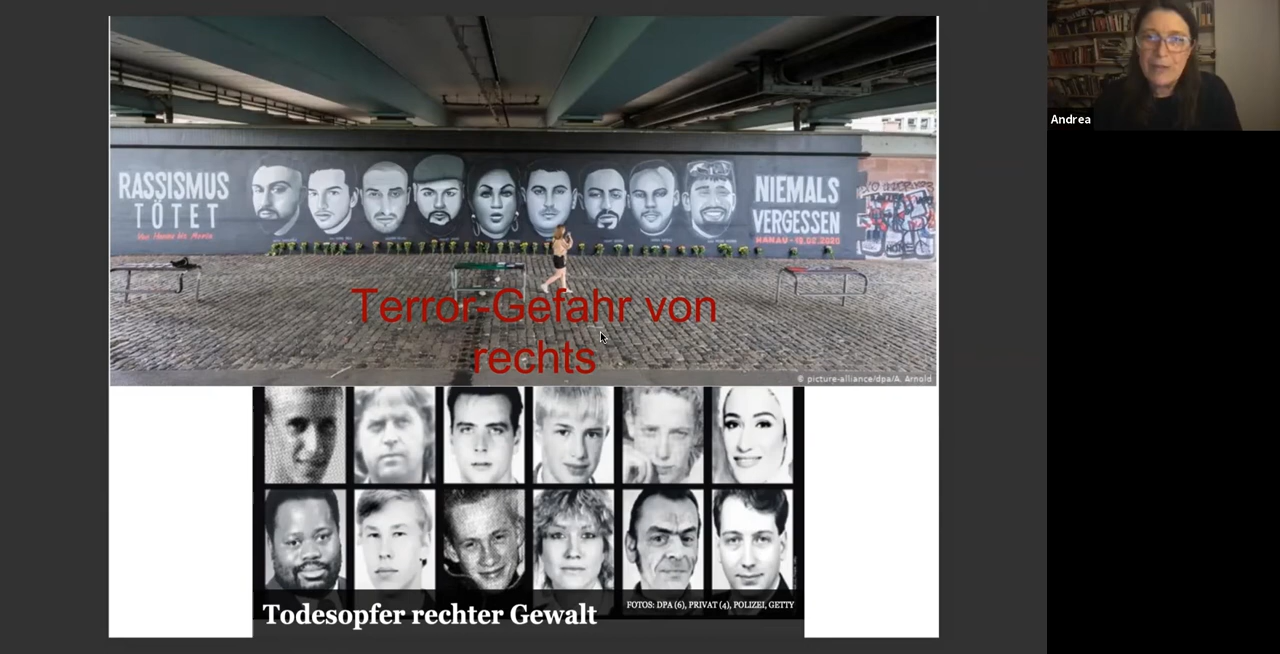 RASSISMUS
TÖTET
NIEMALS
VERGESSEN
HANAU - 19.02.2020
Terror-Gefahr von
rechts
© picture-alliance/dpa/A. Arnold
Todesopfer rechter Gewalt
FOTOS: DPA (6), PRIVAT (4), POLIZEI, GETTY
Andrea